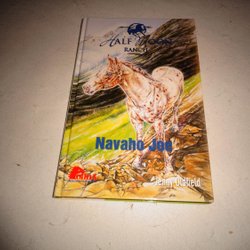 HALF MOON
RANCH
Navaho Joe
Jenny Oldfield